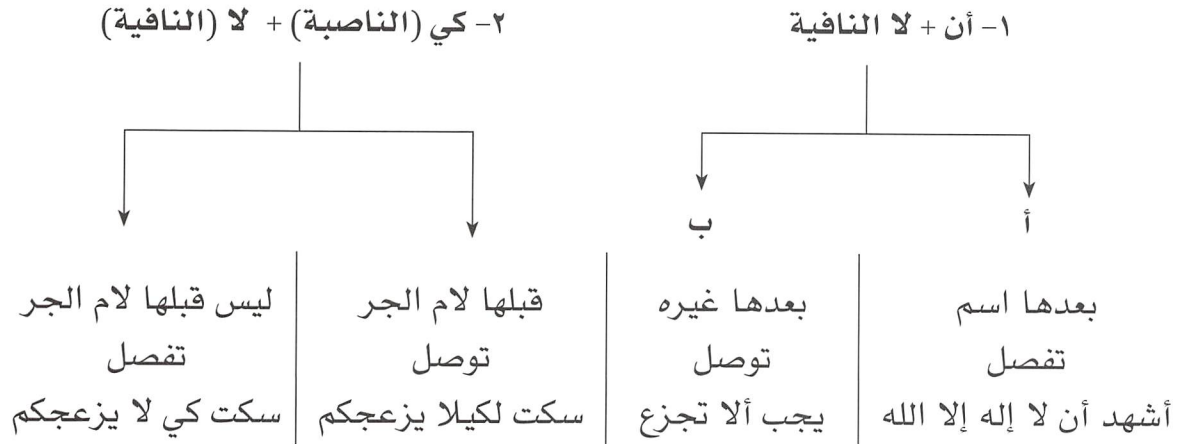 ١- أن + لا النافية
أ
بعدها اسم
تفصل
أشهد أن لا إله إلا الله
ب
بعدها غيره
توصل
يجب ألا تجزع
٢- كي (الناصبة) + لا (النافية)
قبلها لام الجر
توصل
سكت لكيلا يزعجكم
ليس قبلها لام الجر
تفصل
سكت كي لا يزعجكم